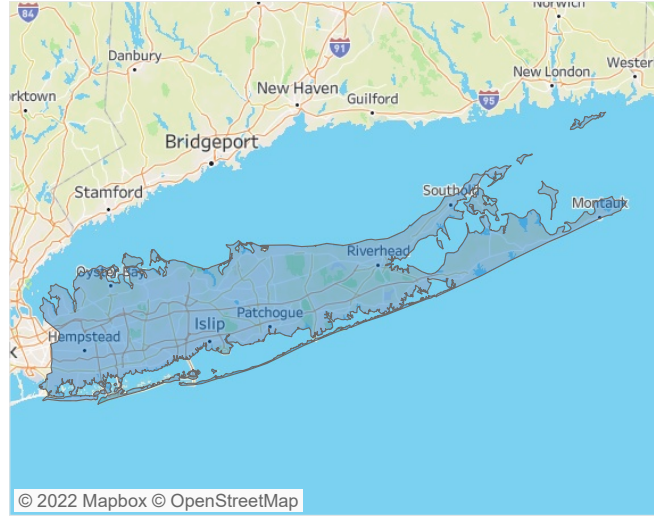 84
Norwich
Danbury
91
Wester
New London
rktown
New Haven
Guilford
95
Bridgeport
Stamford
Southold
Montauk
Riverhead
Oyster Bay
Patchogue
Islip
Hempstead
© 2022 Mapbox © OpenStreetMap